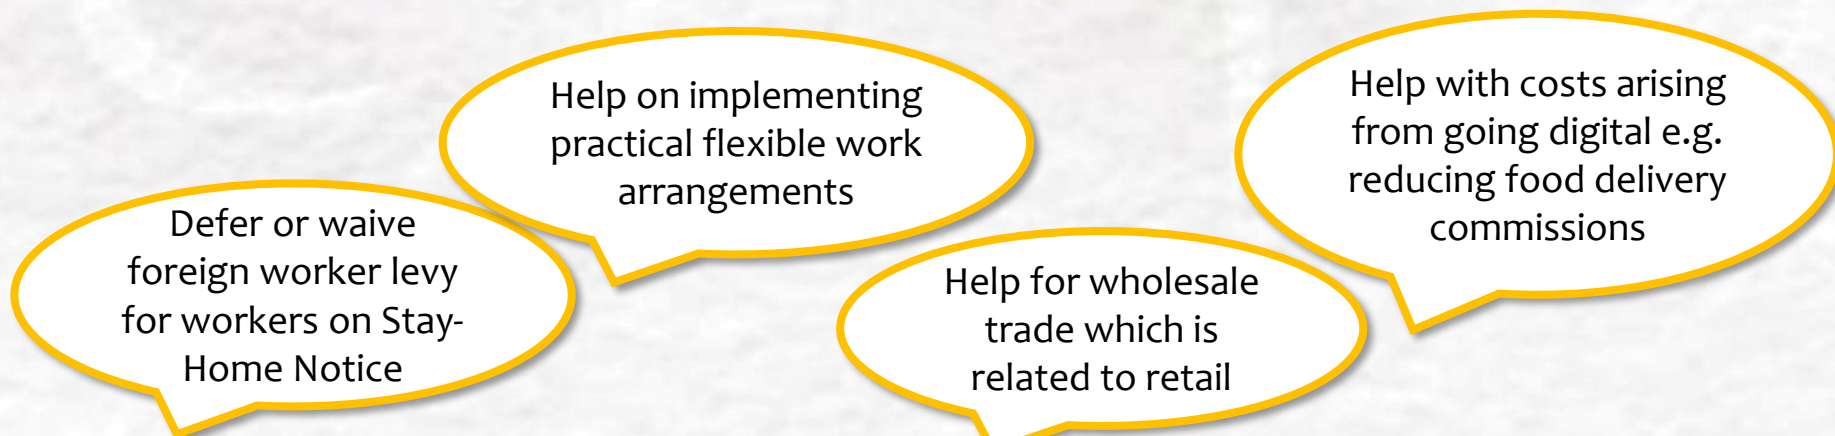 Defer or waive
foreign worker levy
for workers on Stay-
Home Notice
Help on implementing
practical flexible work
arrangements
Help for wholesale
trade which is
related to retail
Help with costs arising
from going digital e.g.
reducing food delivery
commissions